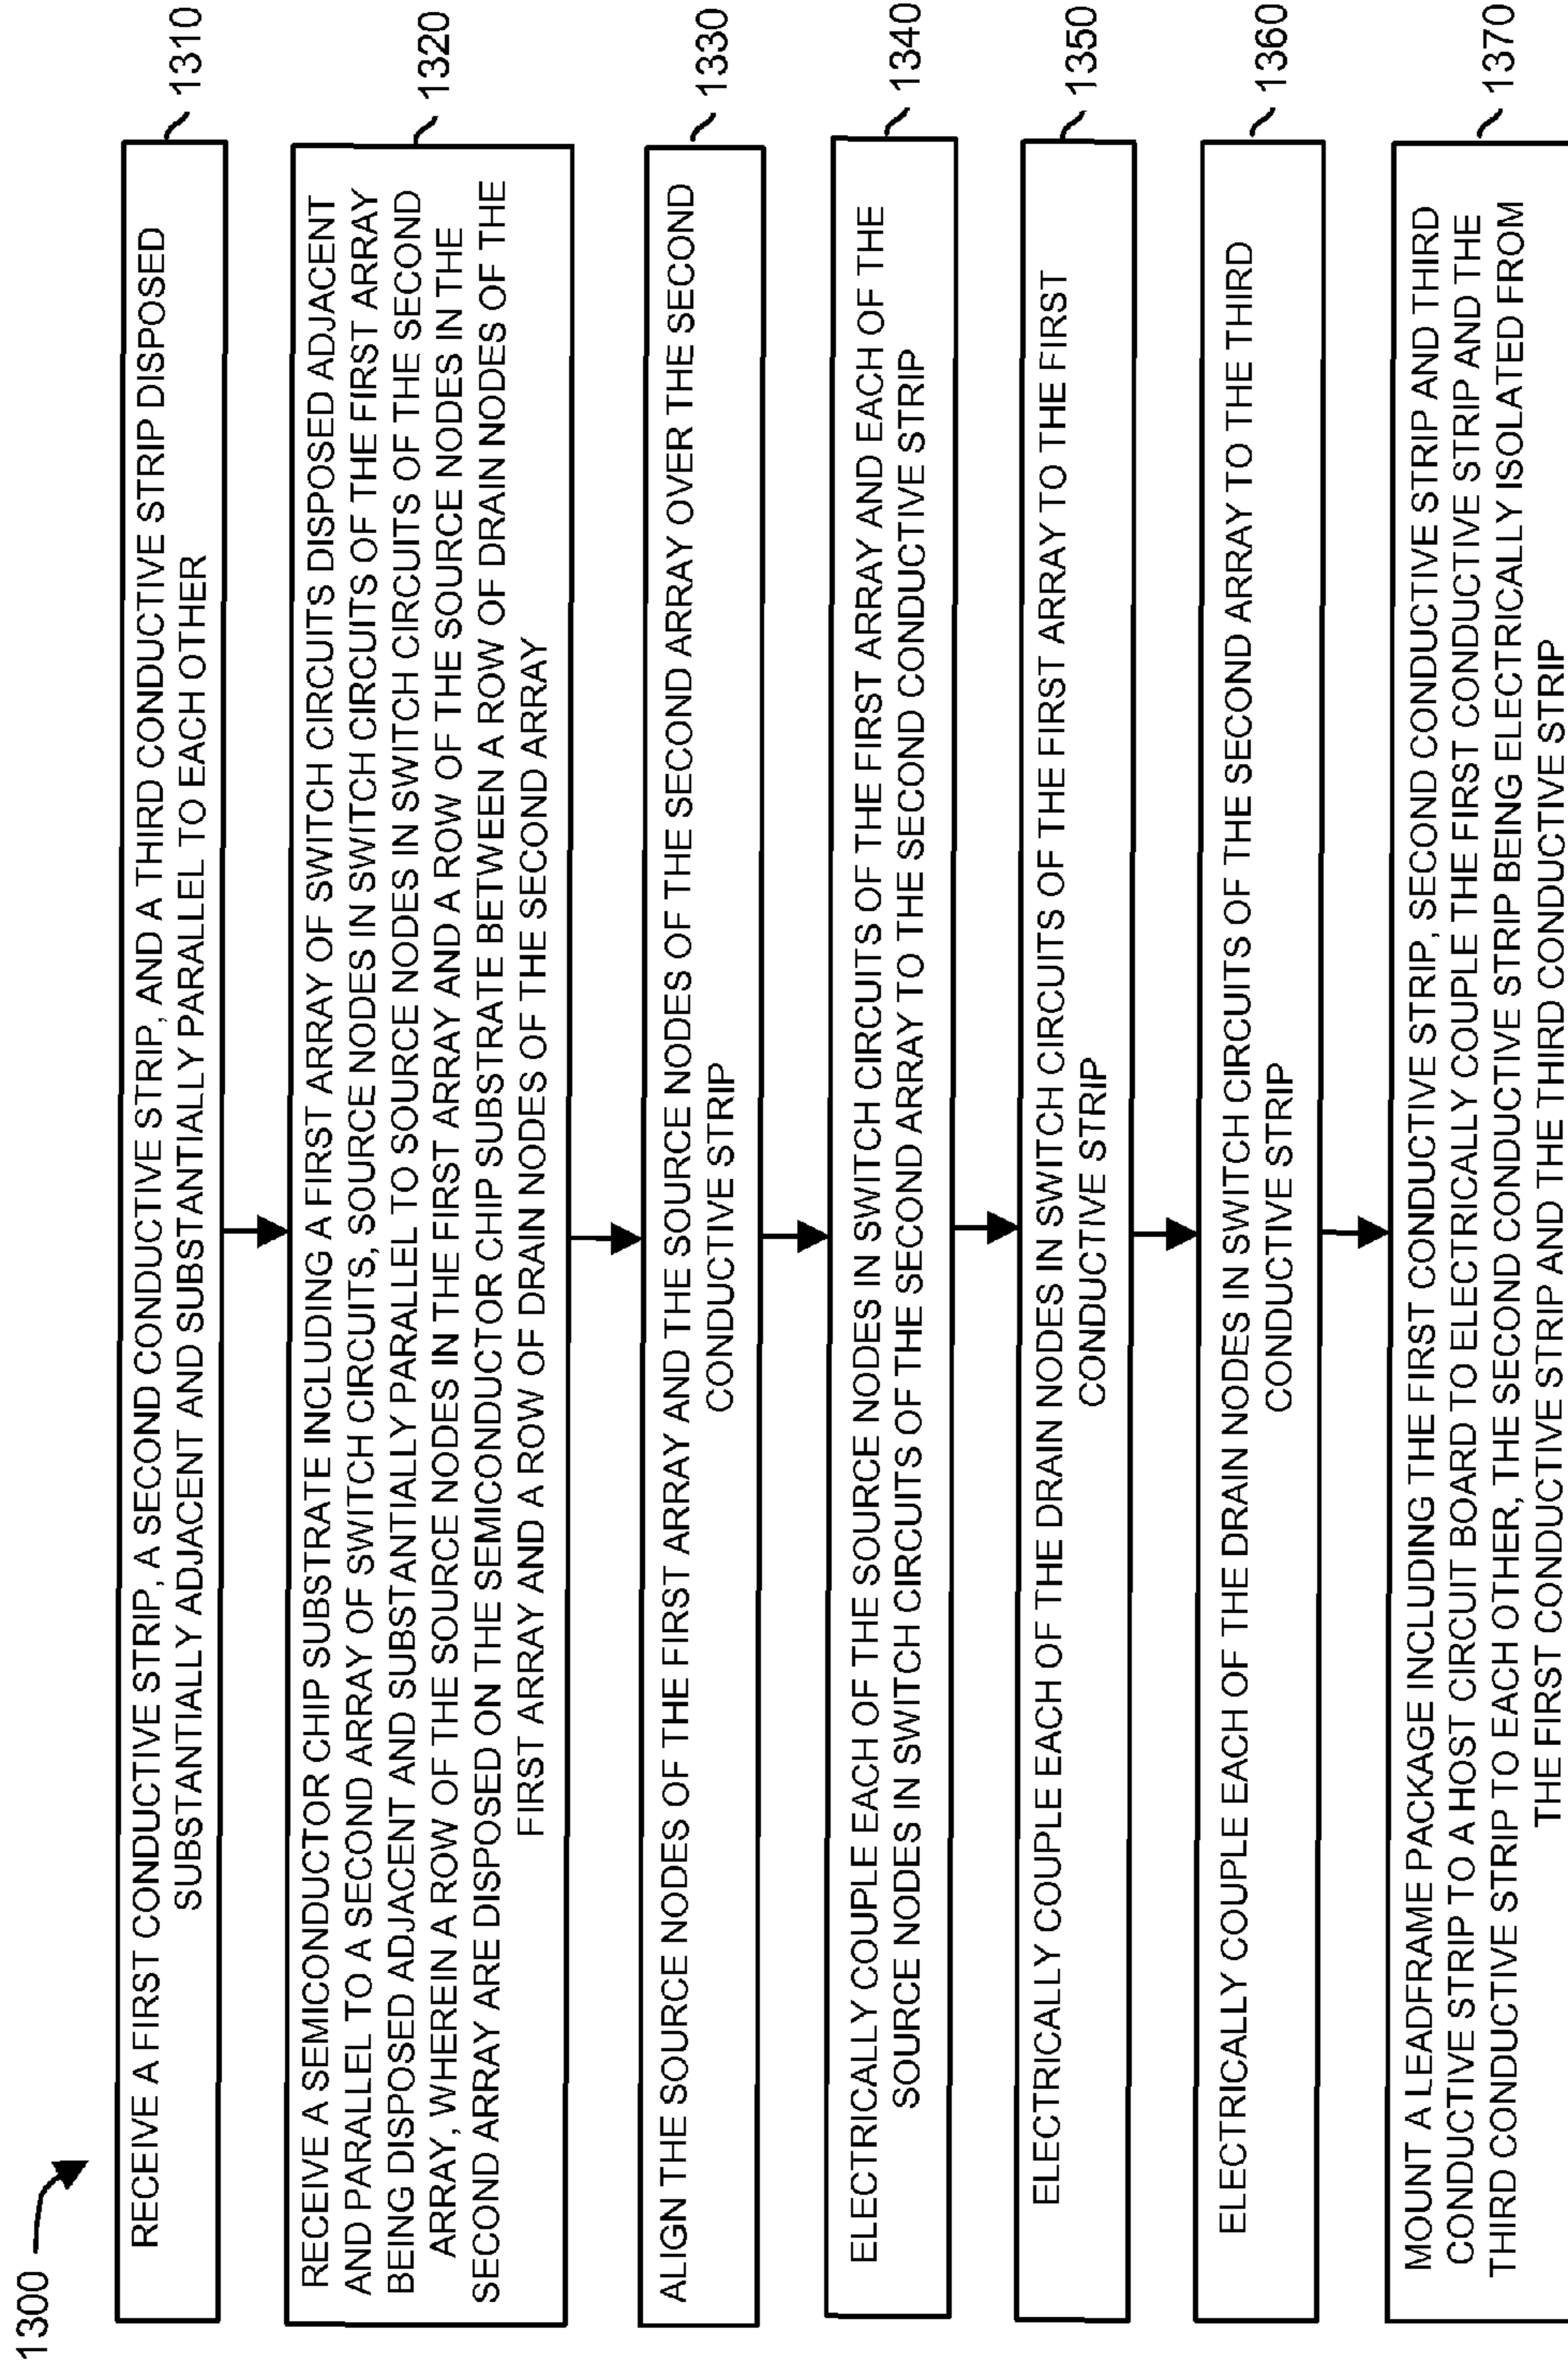 1300
RECEIVE A FIRST CONDUCTIVE STRIP, A SECOND CONDUCTIVE STRIP, AND A THIRD CONDUCTIVE STRIP DISPOSED
SUBSTANTIALLY ADJACENT AND SUBSTANTIALLY PARALLEL TO EACH OTHER
1310
RECEIVE A SEMICONDUCTOR CHIP SUBSTRATE INCLUDING A FIRST ARRAY OF SWITCH CIRCUITS DISPOSED ADJACENT
AND PARALLEL TO A SECOND ARRAY OF SWITCH CIRCUITS, SOURCE NODES IN SWITCH CIRCUITS OF THE FIRST ARRAY
BEING DISPOSED ADJACENT AND SUBSTANTIALLY PARALLEL TO SOURCE NODES IN SWITCH CIRCUITS OF THE SECOND
ARRAY, WHEREIN A ROW OF THE SOURCE NODES IN THE FIRST ARRAY AND A ROW OF THE SOURCE NODES IN THE
SECOND ARRAY ARE DISPOSED ON THE SEMICONDUCTOR CHIP SUBSTRATE BETWEEN A ROW OF DRAIN NODES OF THE
FIRST ARRAY AND A ROW OF DRAIN NODES OF THE SECOND ARRAY
1320
ALIGN THE SOURCE NODES OF THE FIRST ARRAY AND THE SOURCE NODES OF THE SECOND ARRAY OVER THE SECOND
CONDUCTIVE STRIP
1330
ELECTRICALLY COUPLE EACH OF THE SOURCE NODES IN SWITCH CIRCUITS OF THE FIRST ARRAY AND EACH OF THE
SOURCE NODES IN SWITCH CIRCUITS OF THE SECOND ARRAY TO THE SECOND CONDUCTIVE STRIP
1340
ELECTRICALLY COUPLE EACH OF THE DRAIN NODES IN SWITCH CIRCUITS OF THE FIRST ARRAY TO THE FIRST
CONDUCTIVE STRIP
1350
ELECTRICALLY COUPLE EACH OF THE DRAIN NODES IN SWITCH CIRCUITS OF THE SECOND ARRAY TO THE THIRD
CONDUCTIVE STRIP
1360
MOUNT A LEADFRAME PACKAGE INCLUDING THE FIRST CONDUCTIVE STRIP, SECOND CONDUCTIVE STRIP AND THIRD
CONDUCTIVE STRIP TO A HOST CIRCUIT BOARD TO ELECTRICALLY COUPLE THE FIRST CONDUCTIVE STRIP AND THE
THIRD CONDUCTIVE STRIP TO EACH OTHER, THE SECOND CONDUCTIVE STRIP BEING ELECTRICALLY ISOLATED FROM
THE FIRST CONDUCTIVE STRIP AND THE THIRD CONDUCTIVE STRIP
1370